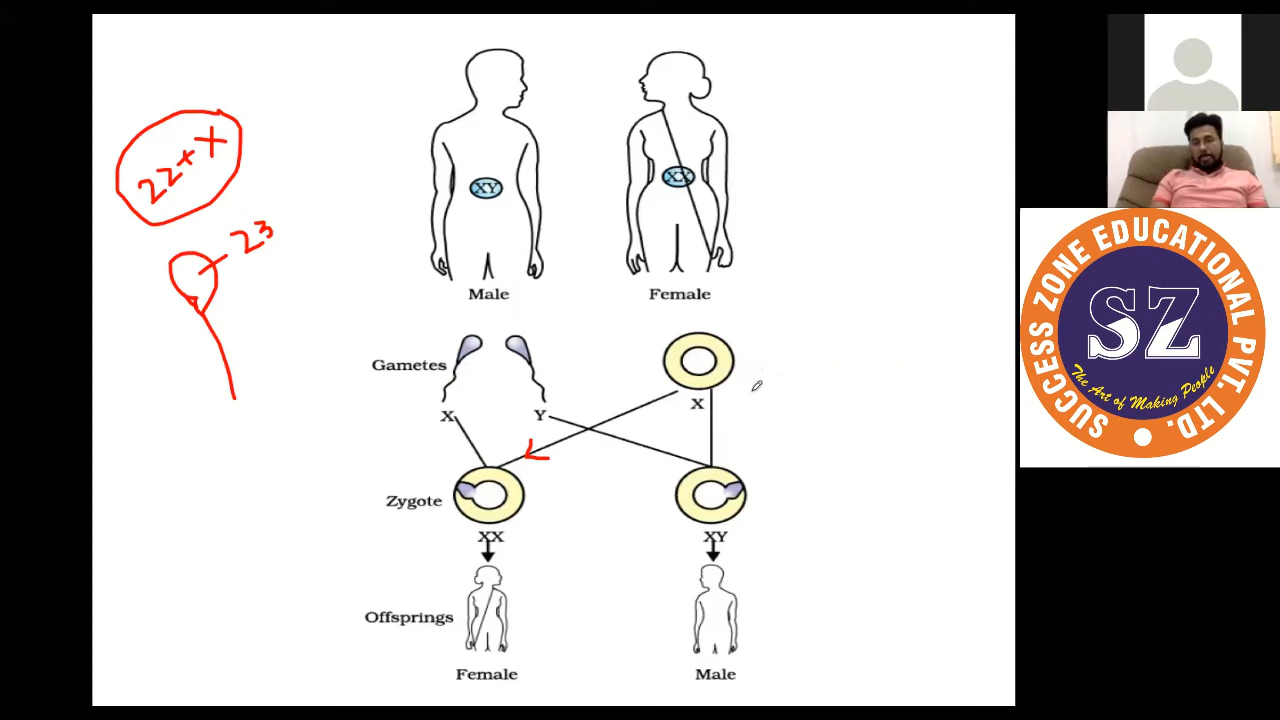 22+X
23
XY
XX
Male
Female
Gametes
X
Y
X
Zygote
XX
XY
Offsprings
Female
Male
SUCCESS ZONE EDUCATIONAL PVT. LTD.
SZ
The Art of Making People